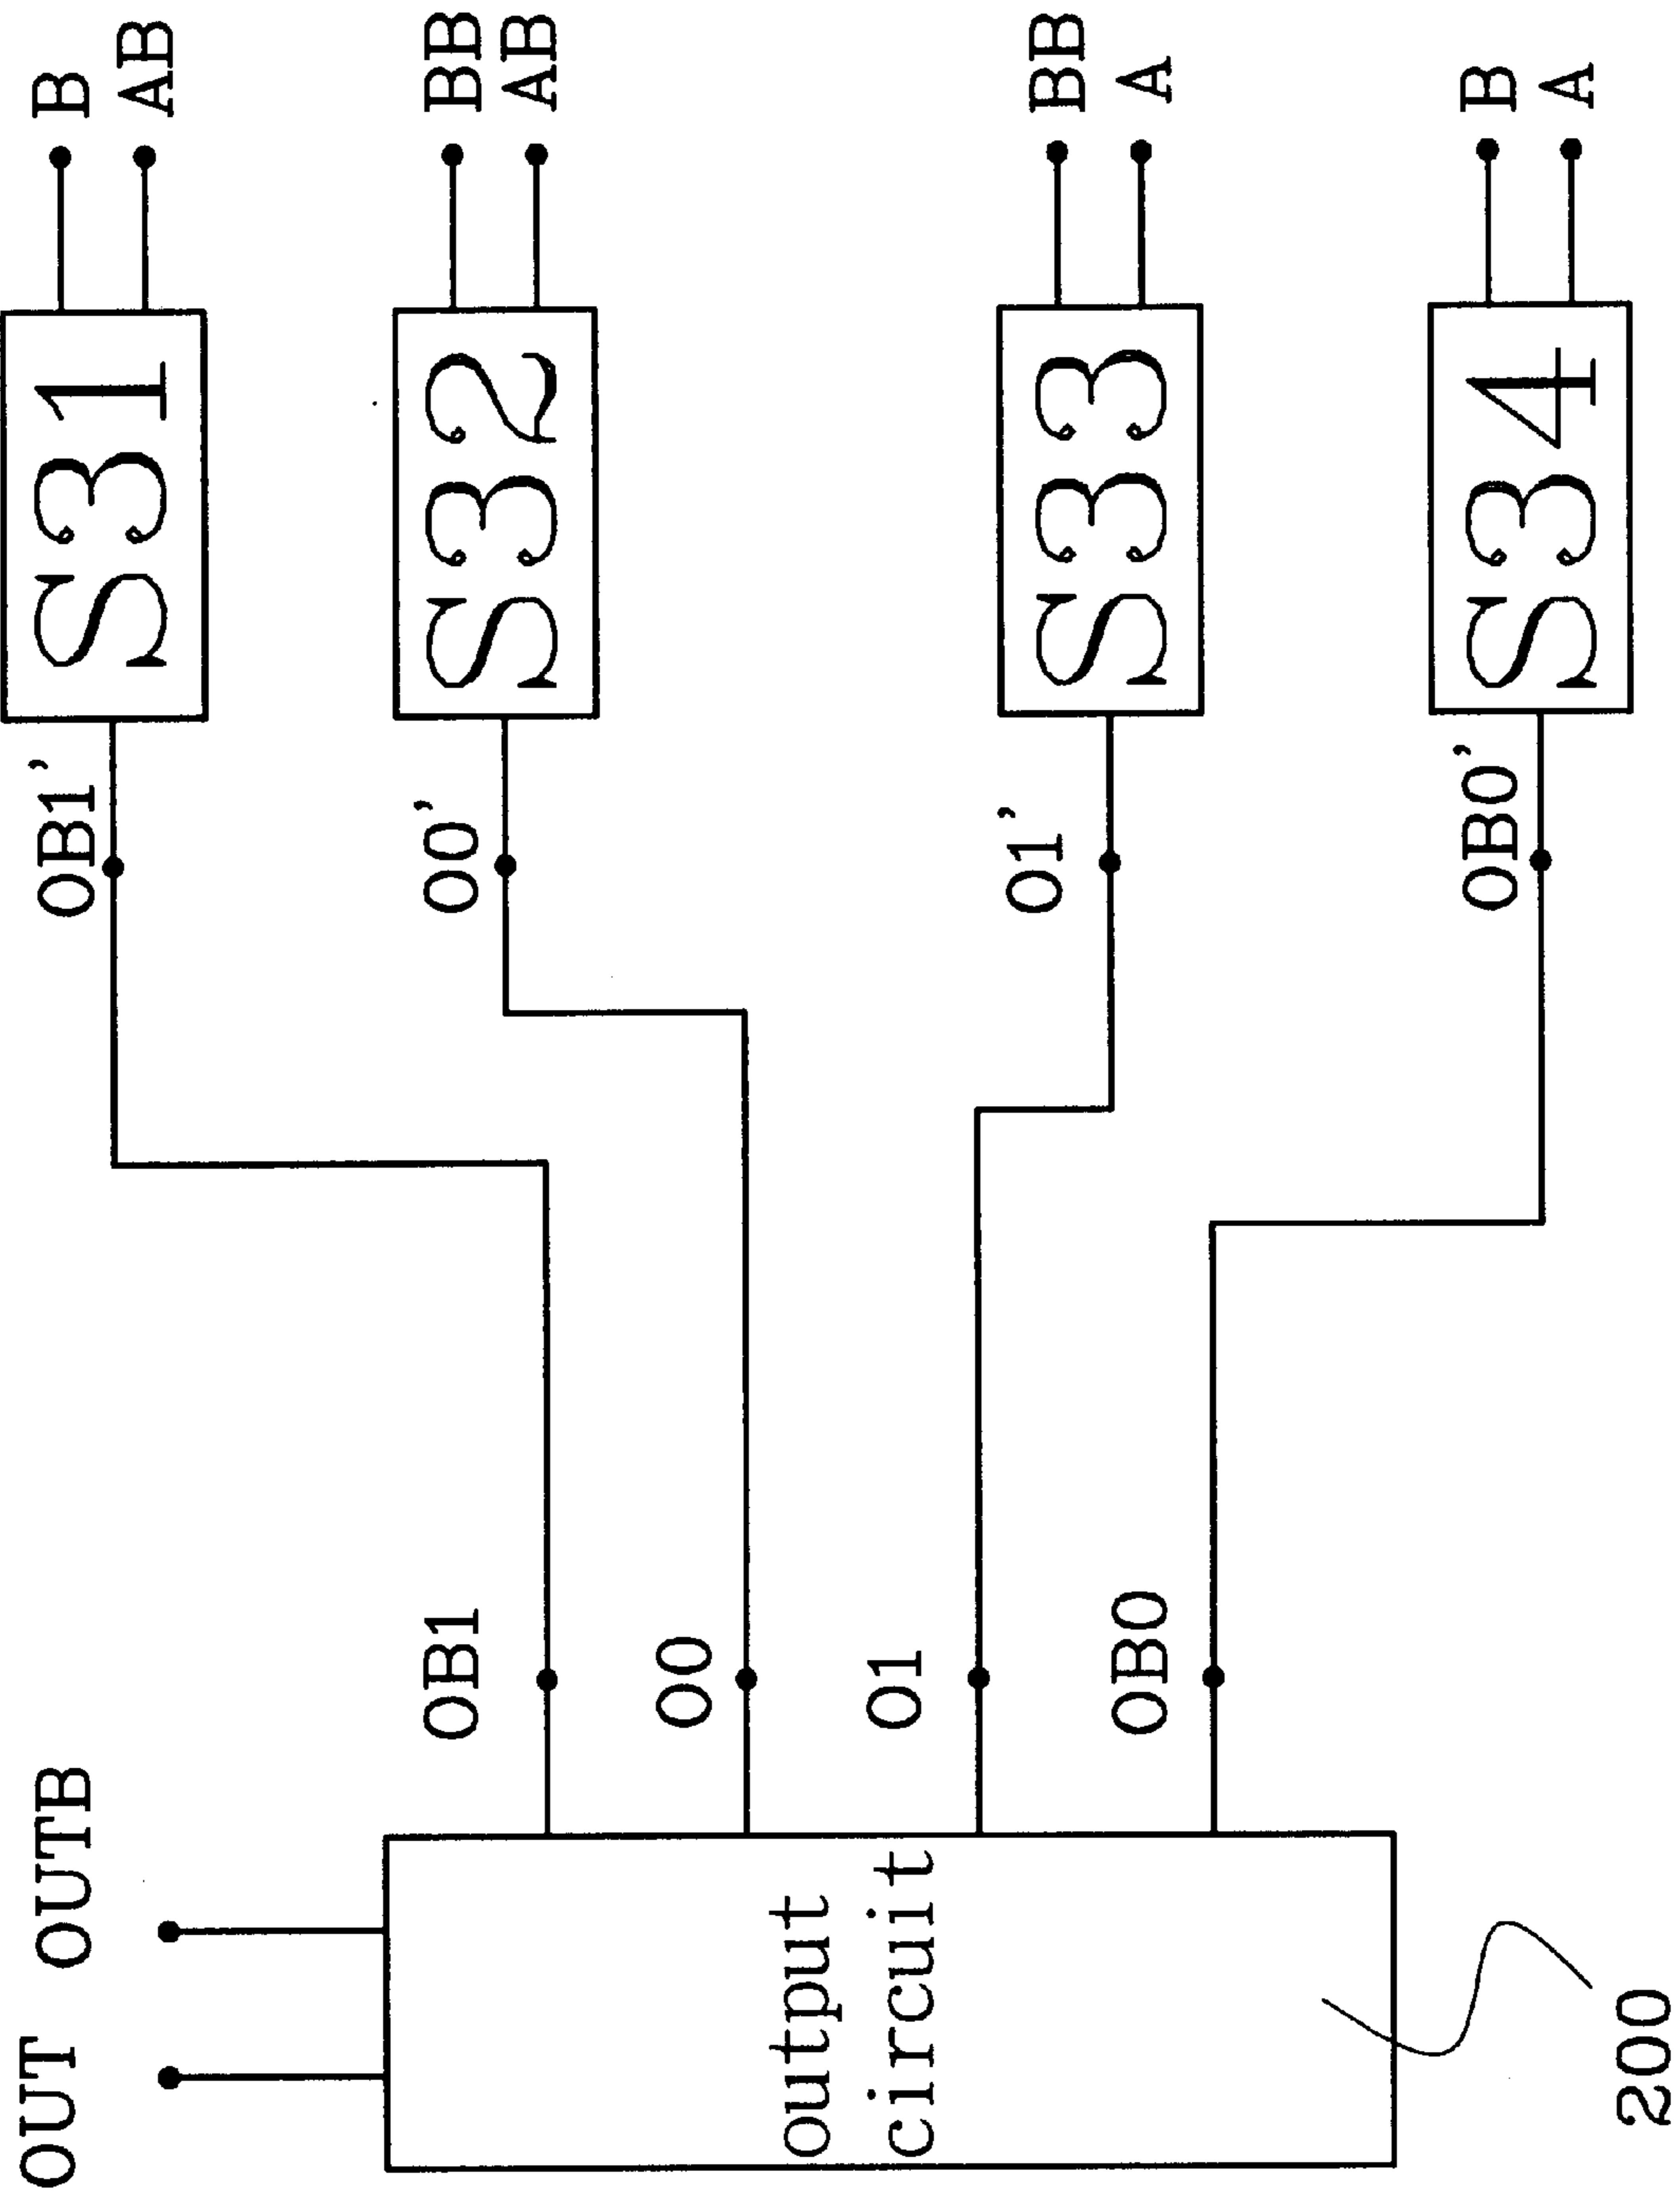 B
AB
BB
AB
BB
A
B
A
S31
S32
S33
S34
OB1'
O0'
O1'
OB0'
OB1
O0
O1
OB0
OUT
OUTB
output
circuit
200